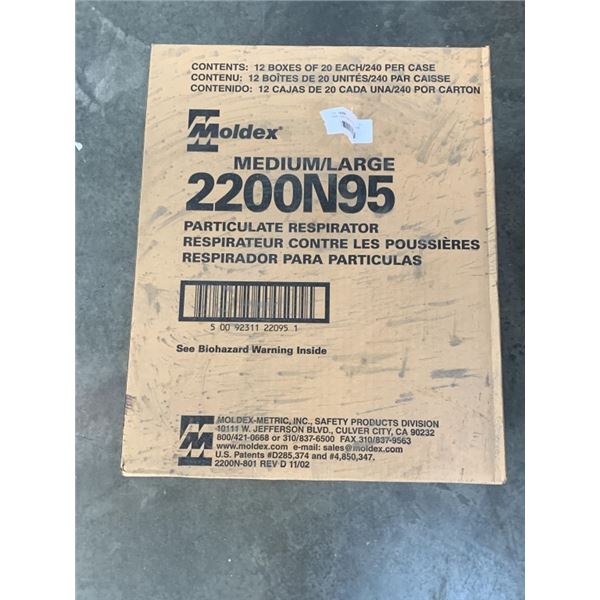 CONTENTS: 12 BOXES OF 20 EACH/240 PER CASE
CONTENU: 12 BOÎTES DE 20 UNITÉS/240 PAR CAISSE
CONTENIDO: 12 CAJAS DE 20 CADA UNA/240 POR CARTON
Moldex®
MEDIUM/LARGE
2200N95
PARTICULATE RESPIRATOR
RESPIRATEUR CONTRE LES POUSSIÈRES
RESPIRADOR PARA PARTICULAS
5 00 92311 22095 1
See Biohazard Warning Inside
MOLDEX-METRIC, INC., SAFETY PRODUCTS DIVISION
10111 W. JEFFERSON BLVD., CULVER CITY, CA 90232
800/421-0668 or 310/837-6500 FAX 310/837-9563
www.moldex.com e-mail: sales@moldex.com
U.S. Patents #D285,374 and #4,850,347.
2200N-801 REV D 11/02